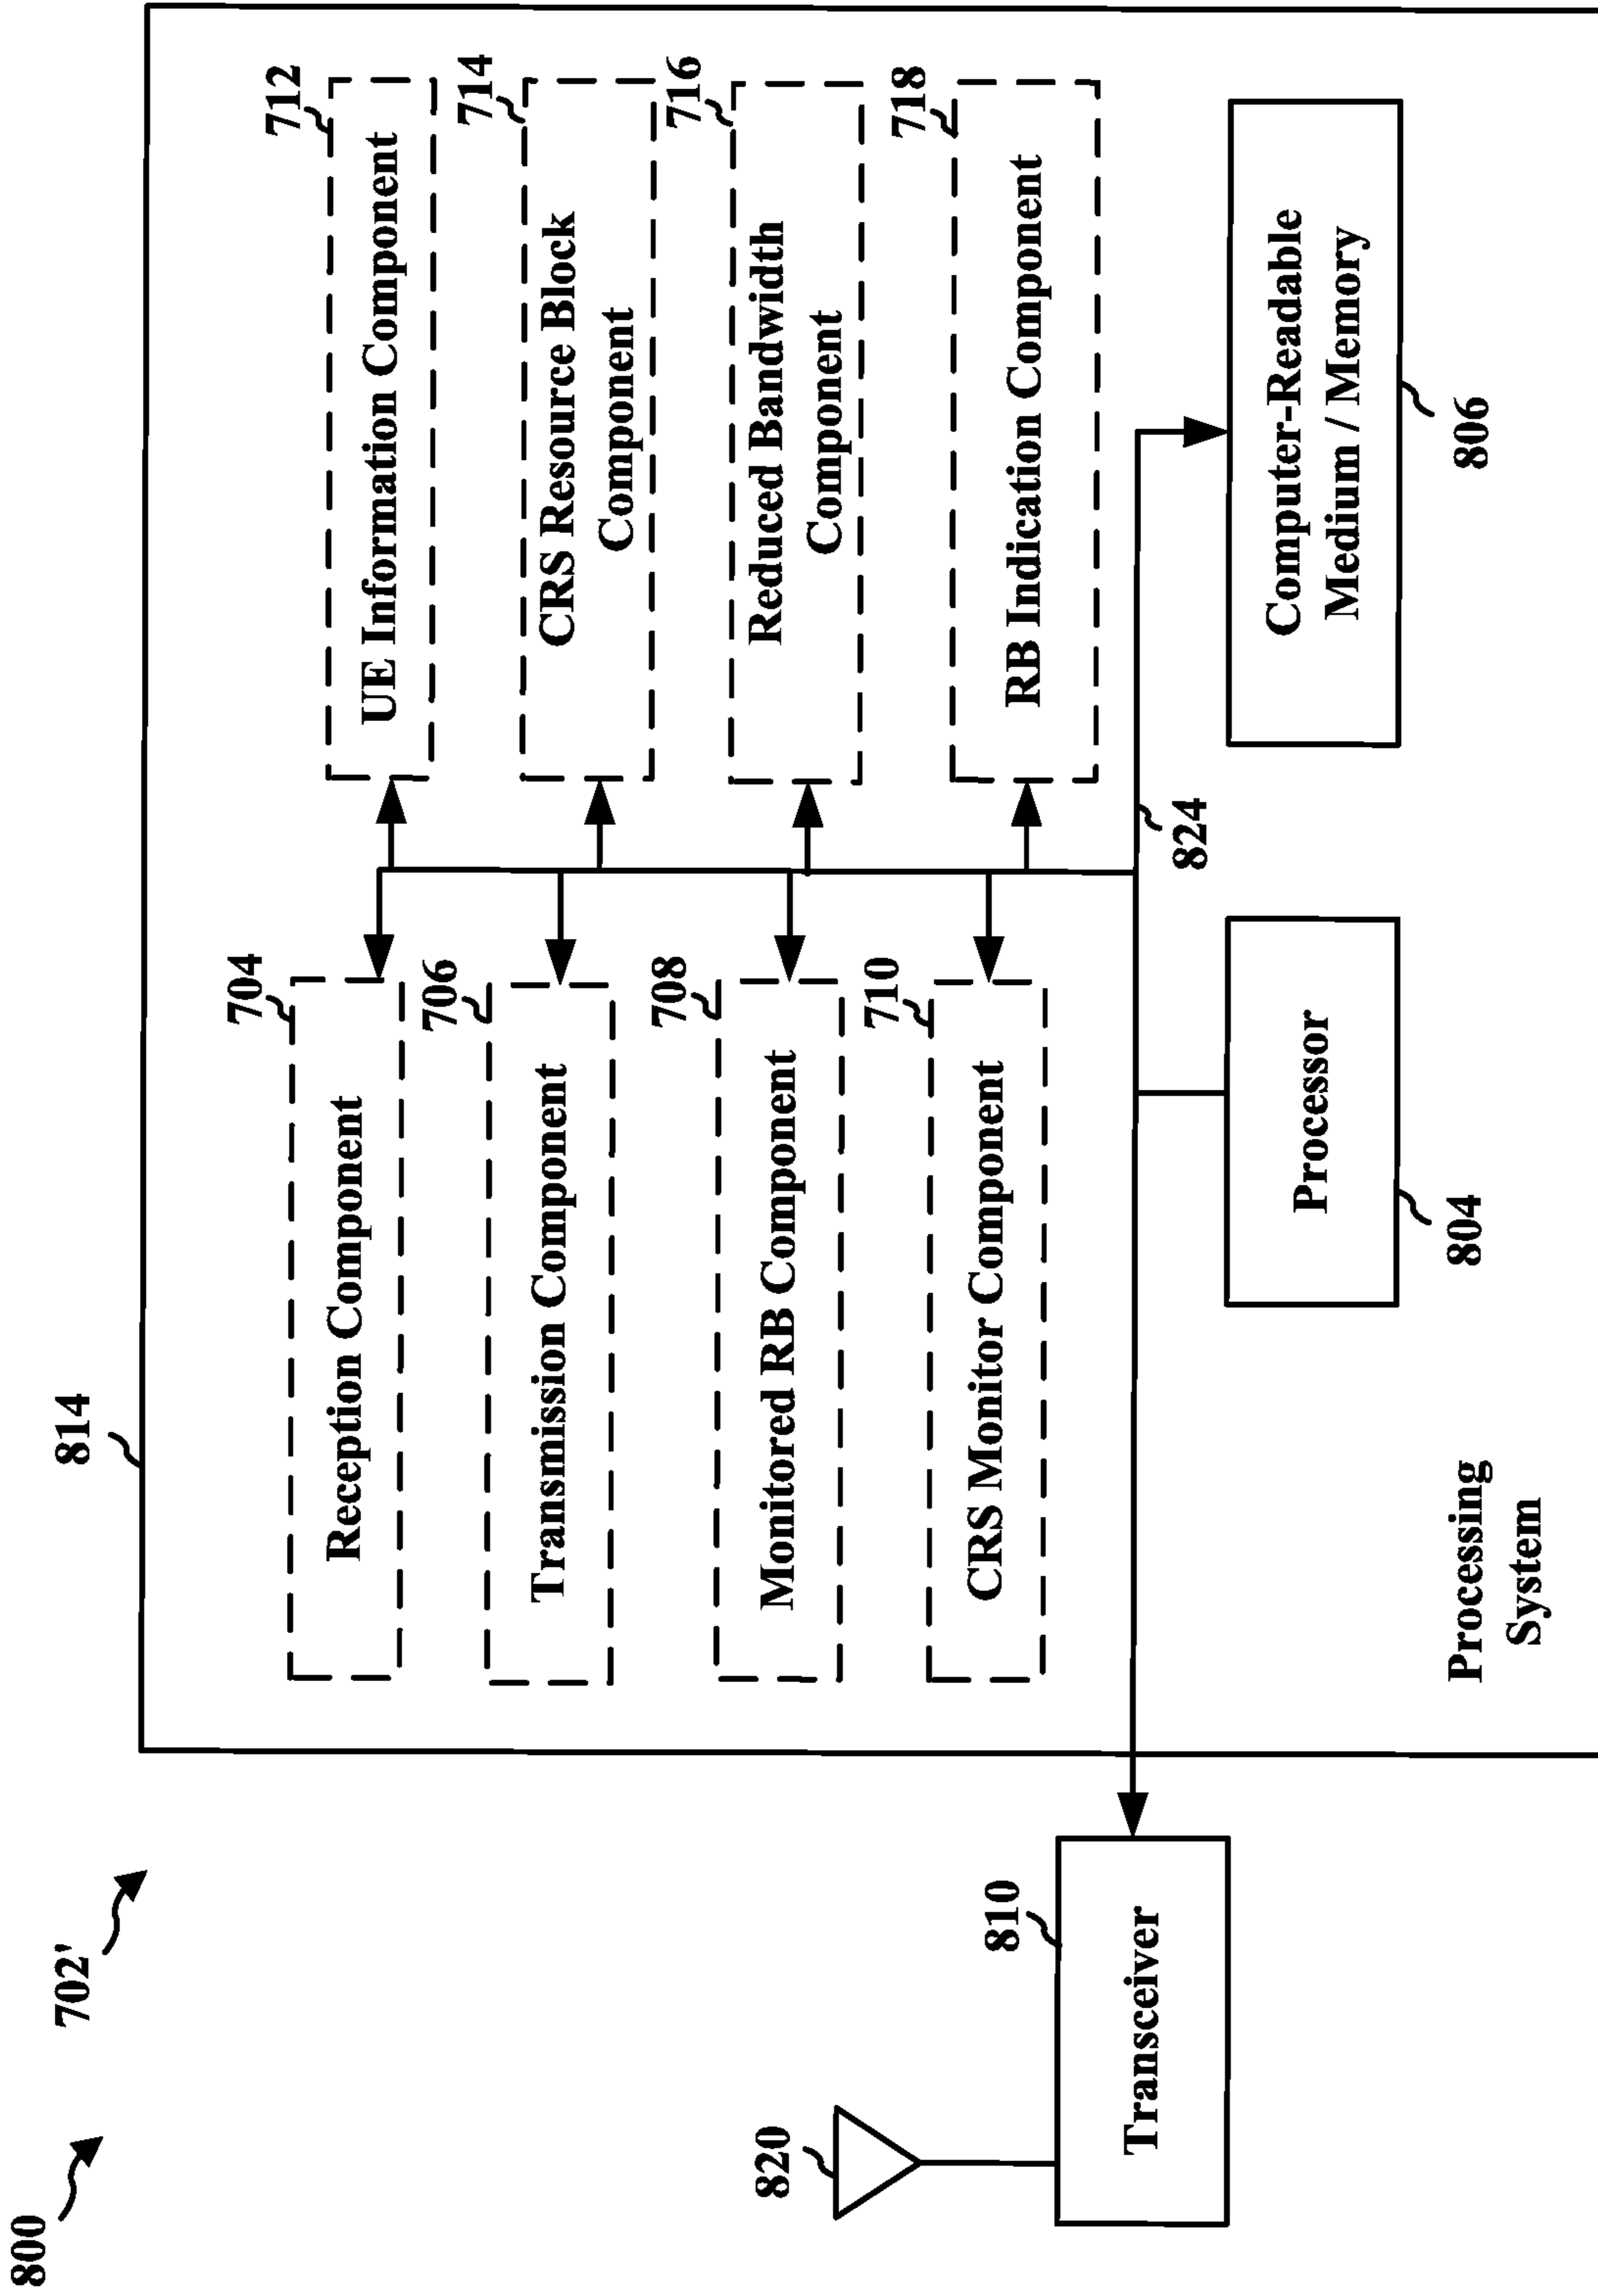 800
702'
814
704
Reception Component
712
UE Information Component
706
Transmission Component
714
CRS Resource Block
Component
708
Monitored RB Component
716
Reduced Bandwidth
Component
710
CRS Monitor Component
718
RB Indication Component
820
810
Transceiver
824
Processor
804
Computer-Readable
Medium / Memory
806
Processing
System